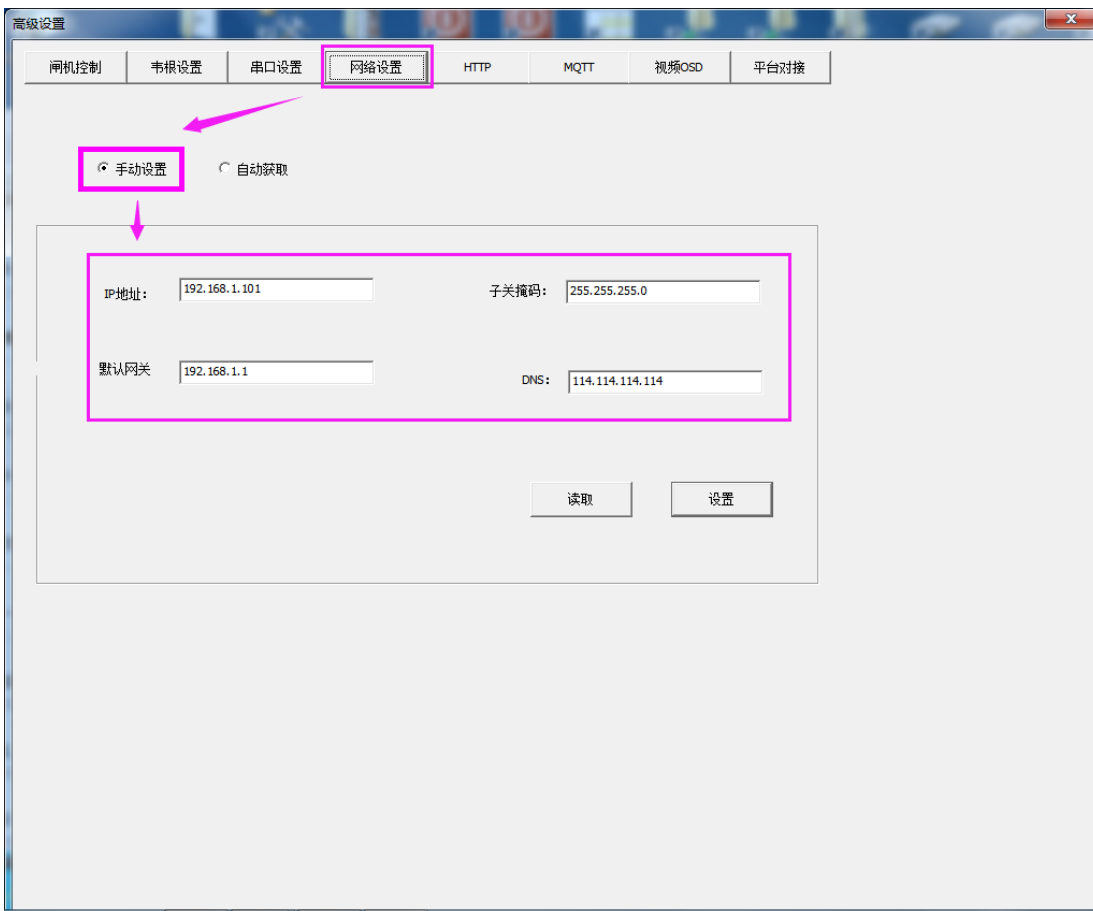 高级设置
闸机控制 韦根设置 串口设置 网络设置 HTTP MQTT 视频OSD 平台对接
手动设置 自动获取
IP地址： 192.168.1.101 子关掩码： 255.255.255.0
默认网关 192.168.1.1 DNS： 114.114.114.114
读取 设置